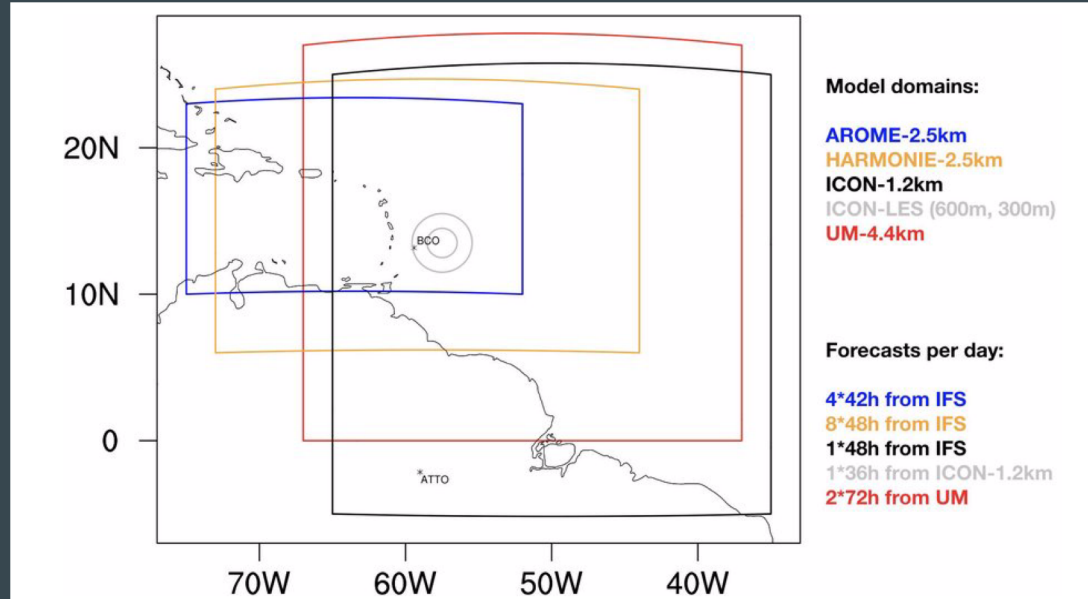 20N
10N
0
70W
60W
50W
40W
BCO
ATTO
Model domains:
AROME-2.5km
HARMONIE-2.5km
ICON-1.2km
ICON-LES (600m, 300m)
UM-4.4km
Forecasts per day:
4*42h from IFS
8*48h from IFS
1*48h from IFS
1*36h from ICON-1.2km
2*72h from UM